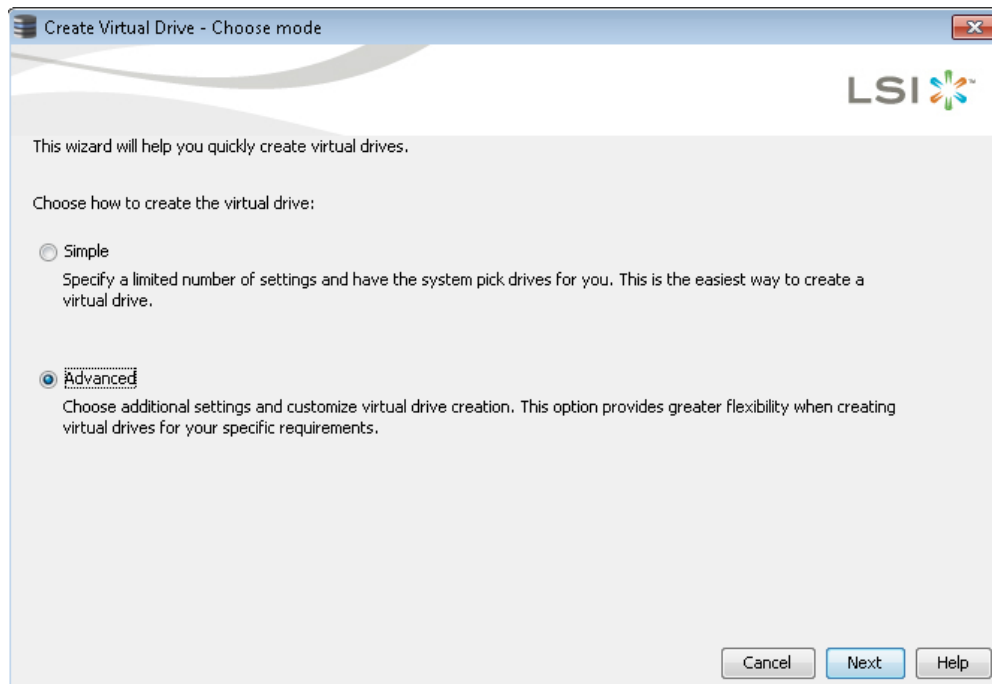 Create Virtual Drive - Choose mode
LSI
This wizard will help you quickly create virtual drives.
Choose how to create the virtual drive:
Simple
Specify a limited number of settings and have the system pick drives for you. This is the easiest way to create a
virtual drive.
Advanced
Choose additional settings and customize virtual drive creation. This option provides greater flexibility when creating
virtual drives for your specific requirements.
Cancel
Next
Help